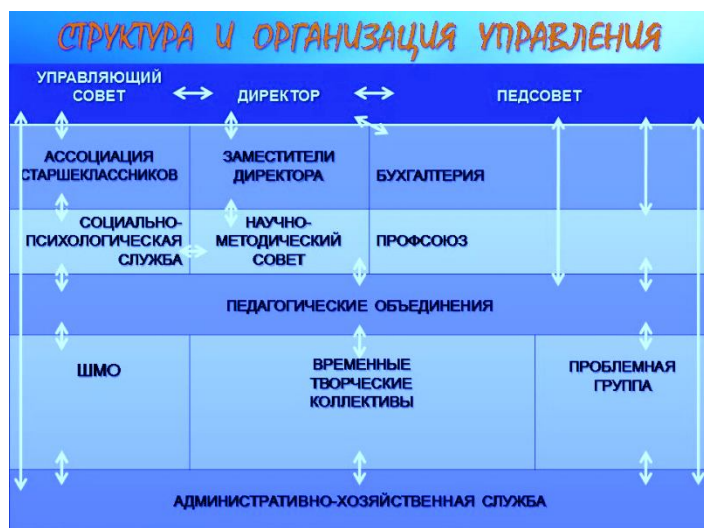 СТРУКТУРА И ОРГАНИЗАЦИЯ УПРАВЛЕНИЯ
УПРАВЛЯЮЩИЙ
СОВЕТ
ДИРЕКТОР
ПЕДСОВЕТ
АССОЦИАЦИЯ
СТАРШЕКЛАССНИКОВ
ЗАМЕСТИТЕЛИ
ДИРЕКТОРА
БУХГАЛТЕРИЯ
СОЦИАЛЬНО-
ПСИХОЛОГИЧЕСКАЯ
СЛУЖБА
НАУЧНО-
МЕТОДИЧЕСКИЙ
СОВЕТ
ПРОФСОЮЗ
ПЕДАГОГИЧЕСКИЕ ОБЪЕДИНЕНИЯ
ШМО
ВРЕМЕННЫЕ
ТВОРЧЕСКИЕ
КОЛЛЕКТИВЫ
ПРОБЛЕМНАЯ
ГРУППА
АДМИНИСТРАТИВНО-ХОЗЯЙСТВЕННАЯ СЛУЖБА